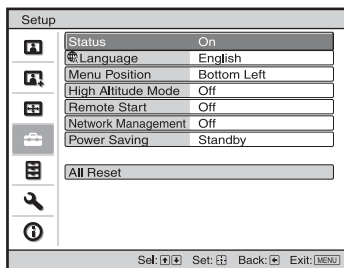 Setup
Status On
Language English
Menu Position Bottom Left
High Altitude Mode Off
Remote Start Off
Network Management Off
Power Saving Standby
All Reset
Sel: Set: Back: Exit: MENU